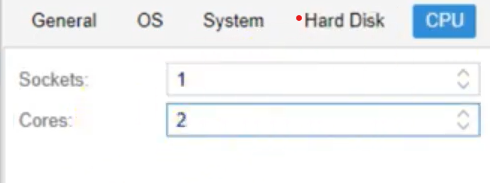 General OS System Hard Disk CPU
Sockets: 1
Cores: 2